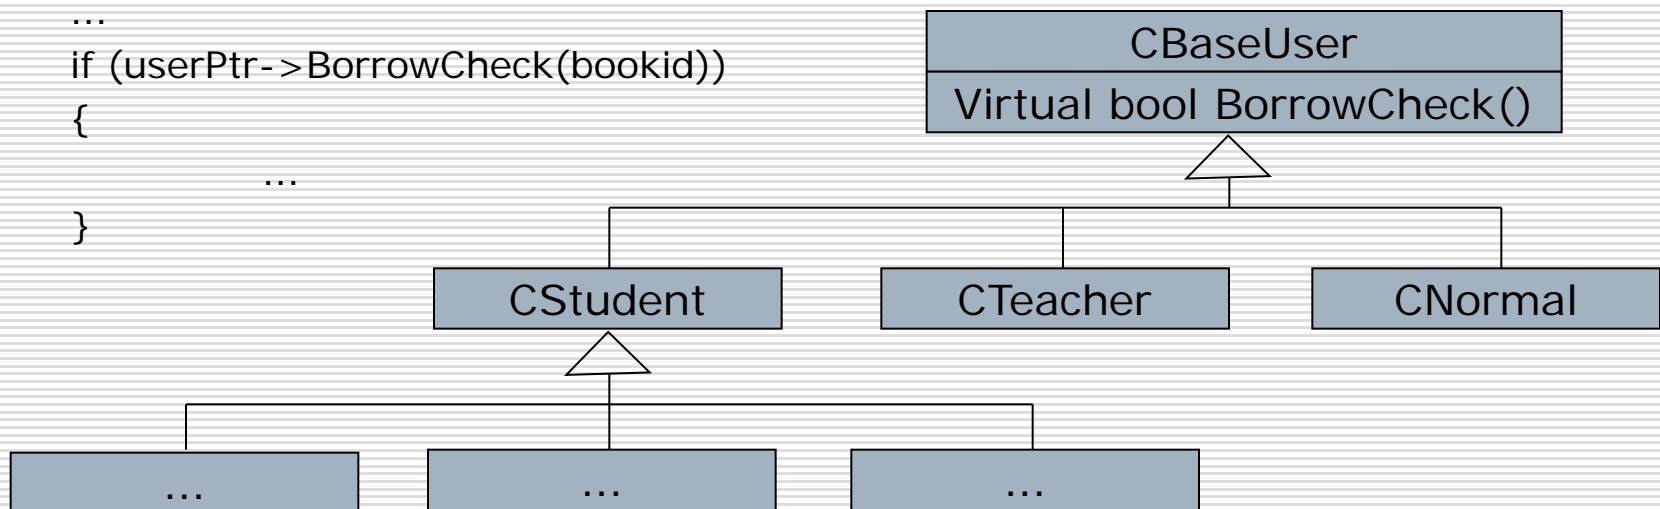 ...
if (userPtr->BorrowCheck(bookid))
{
...
}
CBaseUser
Virtual bool BorrowCheck()
CStudent
CTeacher
CNormal
...
...
...